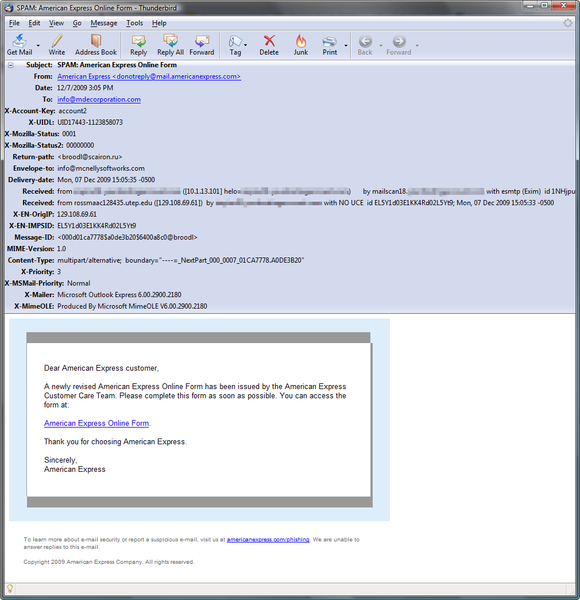 SPAM: American Express Online Form - Thunderbird
File Edit View Go Message Tools Help
Get Mail Write Address Book Reply Reply All Forward Tag Delete Junk Print Back Forward
Subject: SPAM: American Express Online Form
From: American Express <donotreply@mail.americanexpress.com>
Date: 12/7/2009 3:05 PM
To: info@mdecorporation.com
X-Account-Key: account2
X-UIDL: UID17443-1123858073
X-Mozilla-Status: 0001
X-Mozilla-Status2: 00000000
Return-path: <broodl@scairon.ru>
Envelope-to: info@mcnellysoftworks.com
Delivery-date: Mon, 07 Dec 2009 15:05:35 -0500
Received: from ([10.1.13.101] helo= by mailscan18. with esmtp (Exim) id 1NHjpu
Received: from rossmaac128435.utep.edu ([129.108.69.61]) by with NO UCE id EL5Y1d03E1KK4Rd02L5Yt9; Mon, 07 Dec 2009 15:05:33 -0500
X-EN-OrigIP: 129.108.69.61
X-EN-IMPSID: EL5Y1d03E1KK4Rd02L5Yt9
Message-ID: <000d01ca7778$a0de3b20$6400a8c0@broodl>
MIME-Version: 1.0
Content-Type: multipart/alternative; boundary="----=_NextPart_000_0007_01CA7778.A0DE3B20"
X-Priority: 3
X-MSMail-Priority: Normal
X-Mailer: Microsoft Outlook Express 6.00.2900.2180
X-MimeOLE: Produced By Microsoft MimeOLE V6.00.2900.2180
Dear American Express customer,
A newly revised American Express Online Form has been issued by the American Express
Customer Care Team. Please complete this form as soon as possible. You can access the
form at:
American Express Online Form.
Thank you for choosing American Express.
Sincerely,
American Express
To learn more about e-mail security or report a suspicious e-mail, visit us at americanexpress.com/phishing. We are unable to
answer replies to this e-mail.
Copyright 2009 American Express Company. All rights reserved.